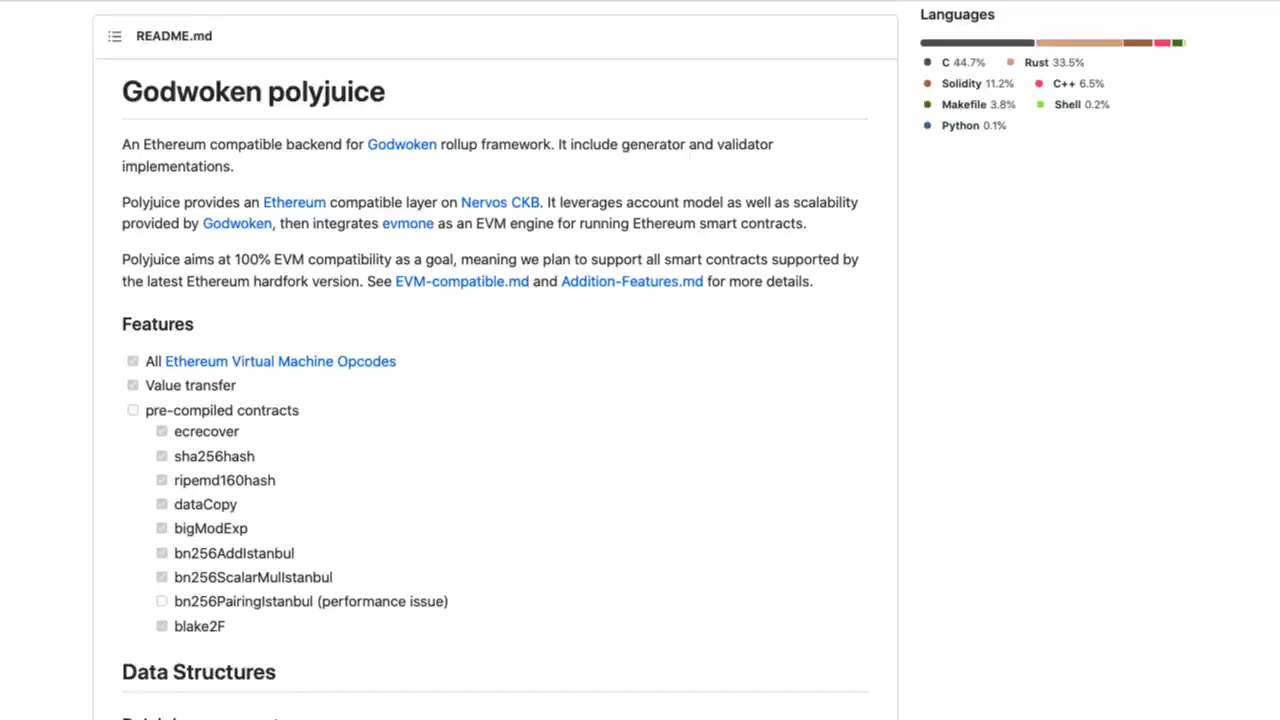 README.md
Godwoken polyjuice
An Ethereum compatible backend for Godwoken rollup framework. It include generator and validator
implementations.
Polyjuice provides an Ethereum compatible layer on Nervos CKB. It leverages account model as well as scalability
provided by Godwoken, then integrates evmone as an EVM engine for running Ethereum smart contracts.
Polyjuice aims at 100% EVM compatibility as a goal, meaning we plan to support all smart contracts supported by
the latest Ethereum hardfork version. See EVM-compatible.md and Addition-Features.md for more details.
Features
All Ethereum Virtual Machine Opcodes
Value transfer
pre-compiled contracts
ecrecover
sha256hash
ripemd160hash
dataCopy
bigModExp
bn256AddIstanbul
bn256ScalarMulIstanbul
bn256PairingIstanbul (performance issue)
blake2F
Data Structures
Languages
C 44.7% Rust 33.5%
Solidity 11.2% C++ 6.5%
Makefile 3.8% Shell 0.2%
Python 0.1%